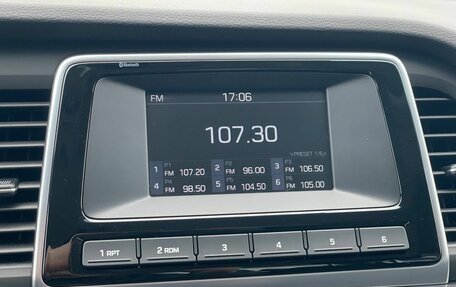 Bluetooth
FM 17:06
107.30
PRESET
P1 P2 P3
1 FM 107.20 2 FM 96.00 3 FM 106.50
P4 P5 P6
4 FM 98.50 5 FM 104.50 6 FM 105.00
1 RPT 2 RDM 3 4 5 6